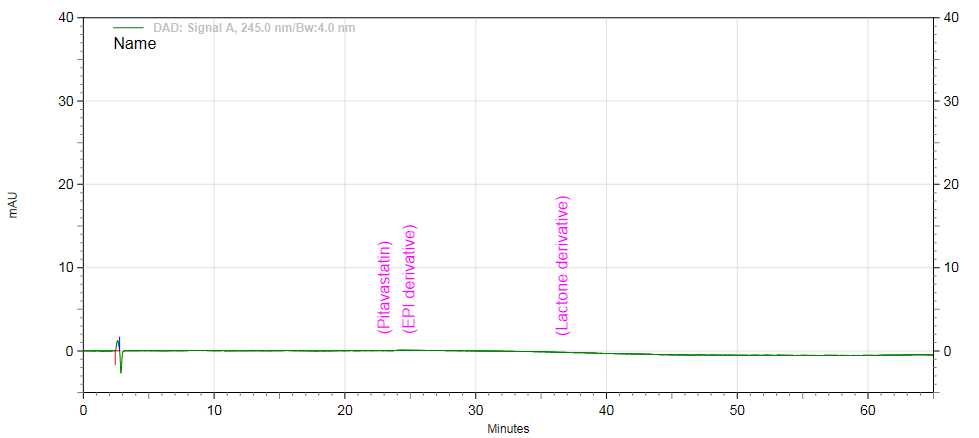 DAD: Signal A, 245.0 nm/Bw:4.0 nm
Name
40
30
20
10
0
mAU
40
30
20
10
0
(Pitavastatin)
(EPI derivative)
(Lactone derivative)
0 10 20 30 40 50 60
Minutes